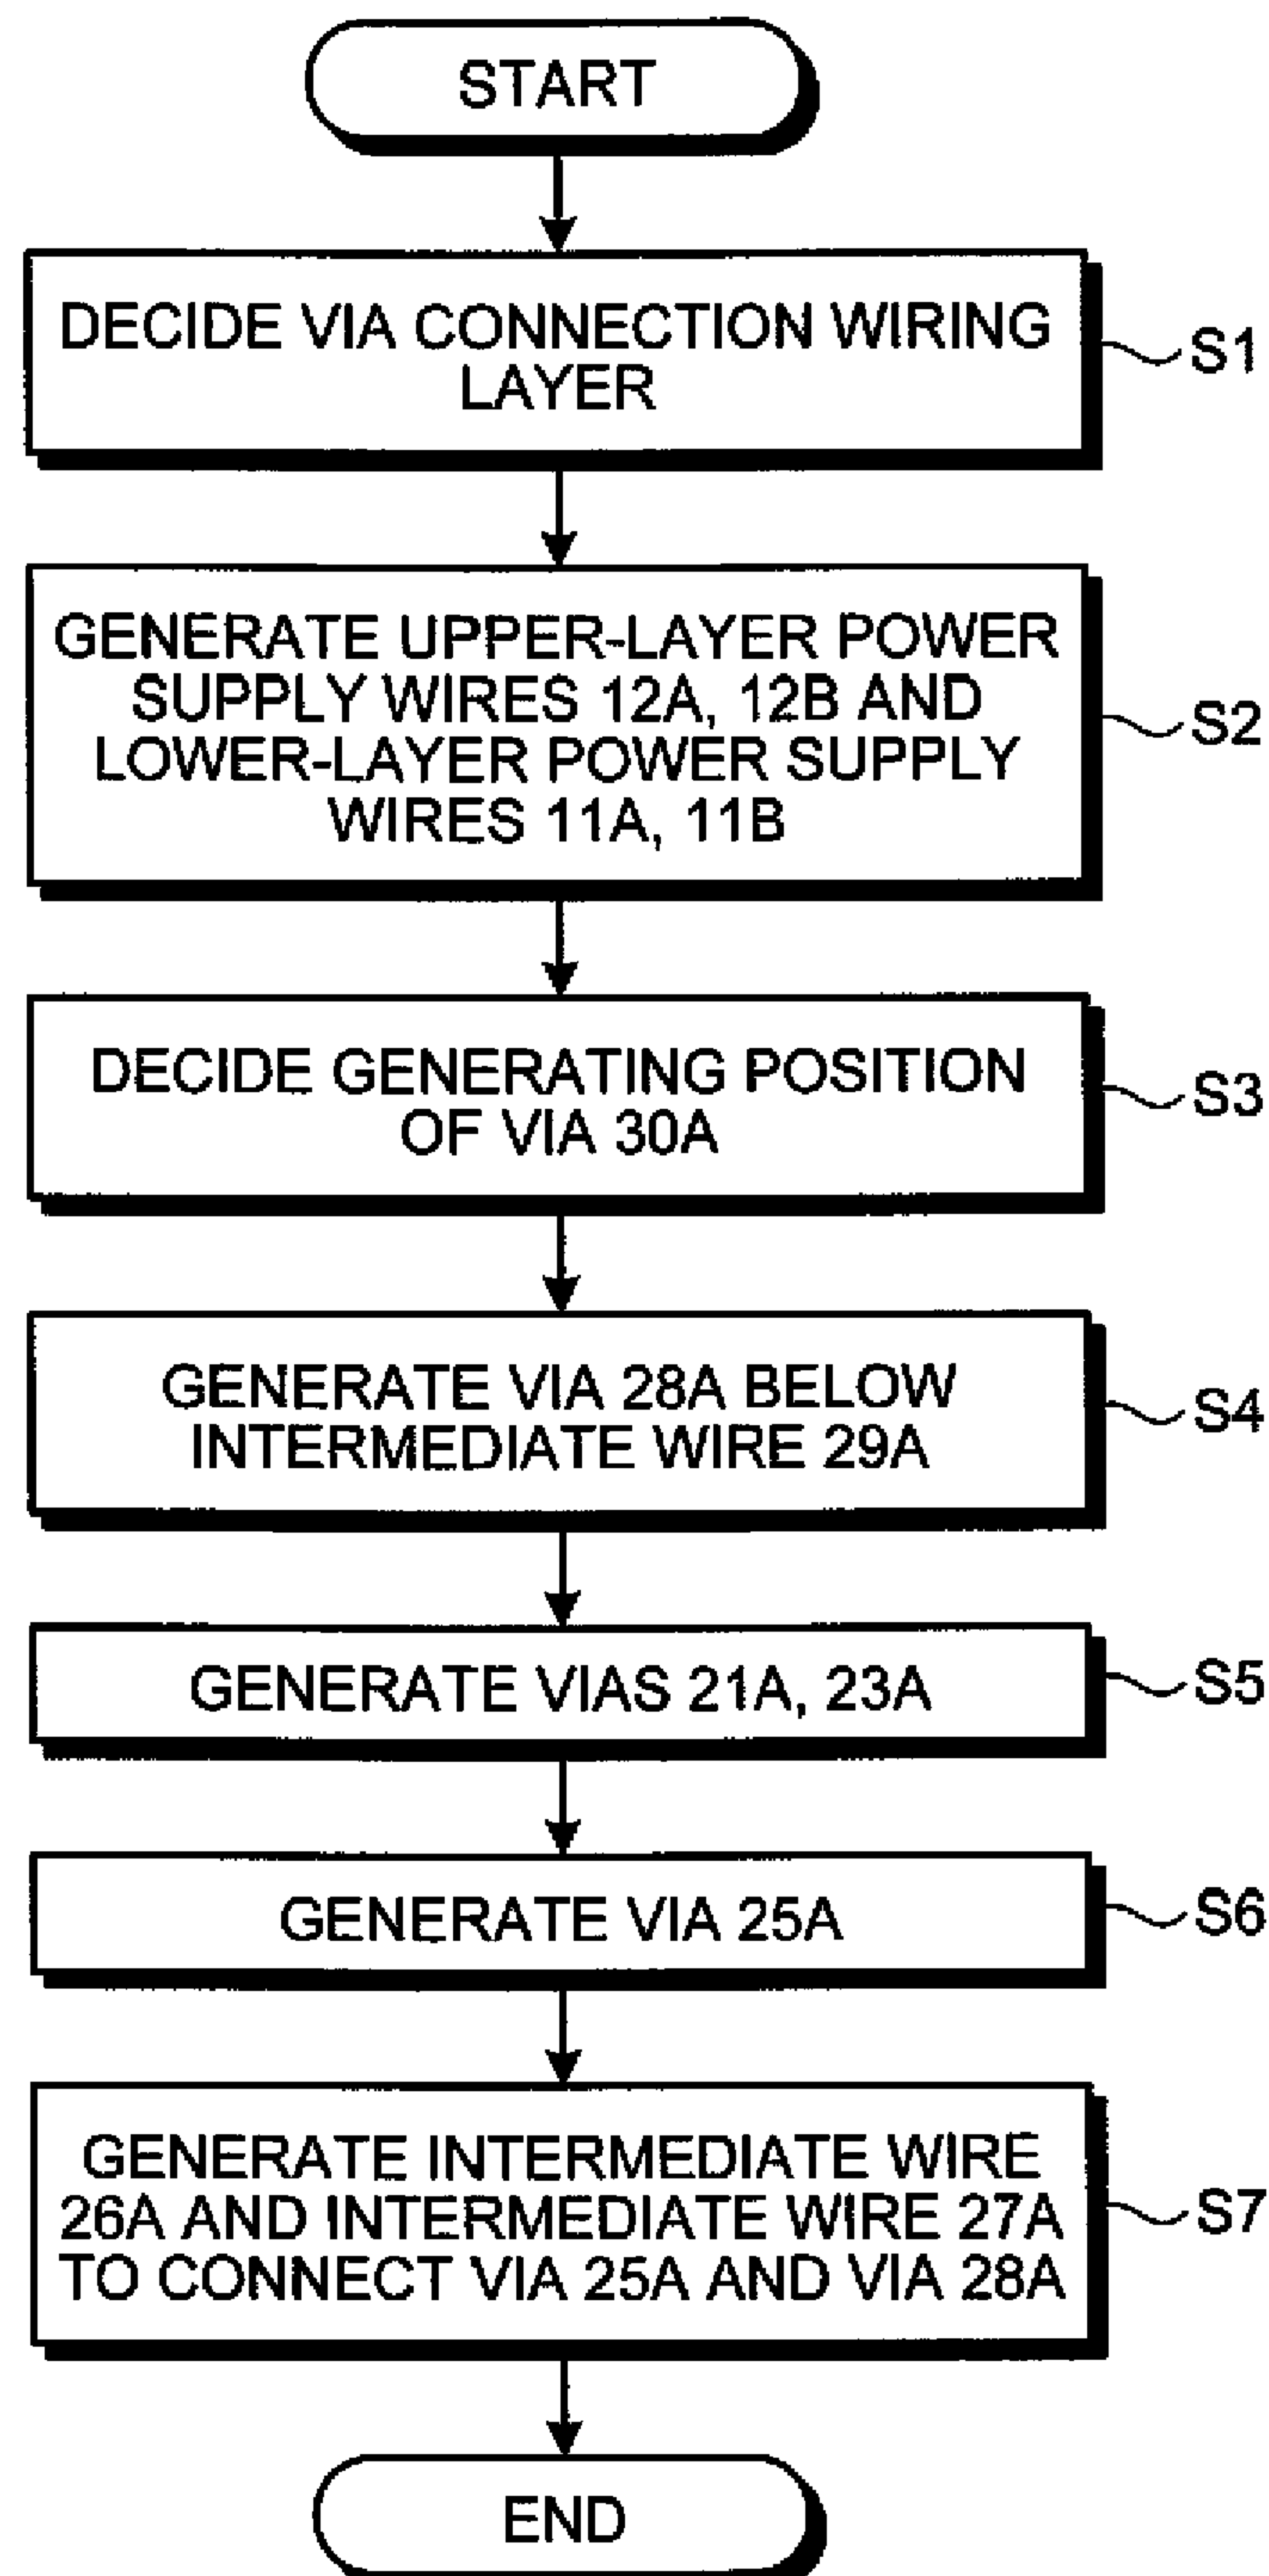 START
DECIDE VIA CONNECTION WIRING
LAYER
S1
GENERATE UPPER-LAYER POWER
SUPPLY WIRES 12A, 12B AND
LOWER-LAYER POWER SUPPLY
WIRES 11A, 11B
S2
DECIDE GENERATING POSITION
OF VIA 30A
S3
GENERATE VIA 28A BELOW
INTERMEDIATE WIRE 29A
S4
GENERATE VIAS 21A, 23A
S5
GENERATE VIA 25A
S6
GENERATE INTERMEDIATE WIRE
26A AND INTERMEDIATE WIRE 27A
TO CONNECT VIA 25A AND VIA 28A
S7
END